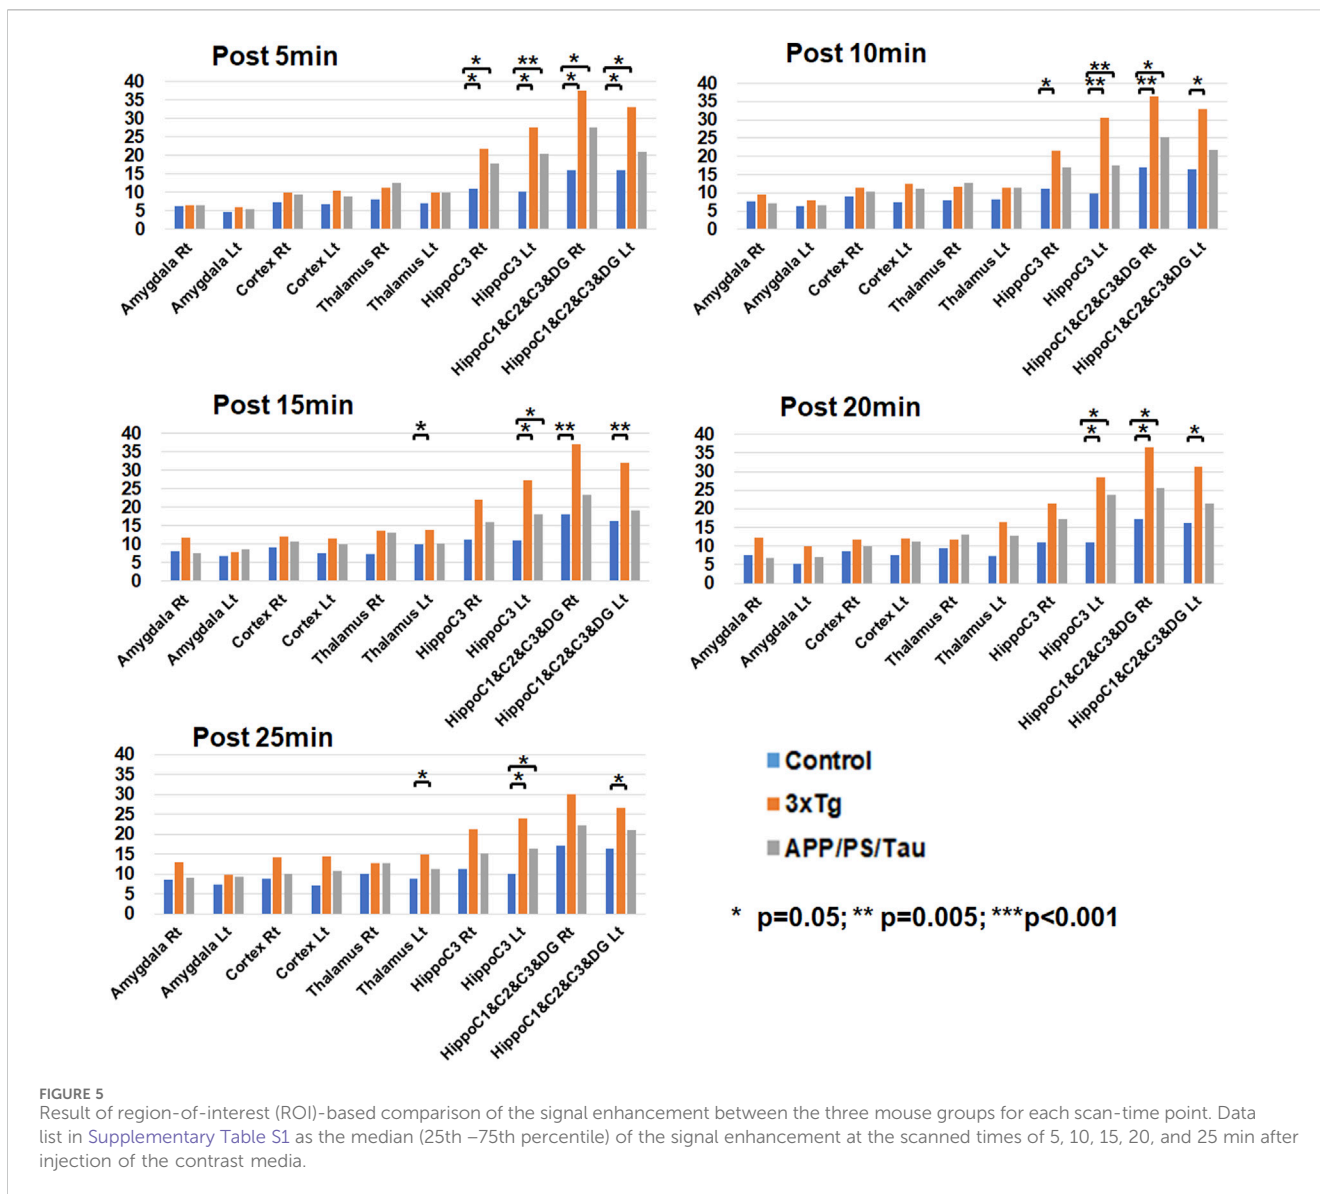 Post 5min
* ** * *
* * * *
40
35
30
25
20
15
10
5
0
Amygdala Rt
Amygdala Lt
Cortex Rt
Cortex Lt
Thalamus Rt
Thalamus Lt
HippoC3 Rt
HippoC3 Lt
HippoC1&C2&C3&DG Rt
HippoC1&C2&C3&DG Lt
Post 10min
** *
* ** ** *
40
35
30
25
20
15
10
5
0
Amygdala Rt
Amygdala Lt
Cortex Rt
Cortex Lt
Thalamus Rt
Thalamus Lt
HippoC3 Rt
HippoC3 Lt
HippoC1&C2&C3&DG Rt
HippoC1&C2&C3&DG Lt
Post 15min
*
* * ** **
40
35
30
25
20
15
10
5
0
Amygdala Rt
Amygdala Lt
Cortex Rt
Cortex Lt
Thalamus Rt
Thalamus Lt
HippoC3 Rt
HippoC3 Lt
HippoC1&C2&C3&DG Rt
HippoC1&C2&C3&DG Lt
Post 20min
* *
* * *
40
35
30
25
20
15
10
5
0
Amygdala Rt
Amygdala Lt
Cortex Rt
Cortex Lt
Thalamus Rt
Thalamus Lt
HippoC3 Rt
HippoC3 Lt
HippoC1&C2&C3&DG Rt
HippoC1&C2&C3&DG Lt
Post 25min
*
* * *
40
35
30
25
20
15
10
5
0
Amygdala Rt
Amygdala Lt
Cortex Rt
Cortex Lt
Thalamus Rt
Thalamus Lt
HippoC3 Rt
HippoC3 Lt
HippoC1&C2&C3&DG Rt
HippoC1&C2&C3&DG Lt
Control
3xTg
APP/PS/Tau
* p=0.05; ** p=0.005; ***p<0.001
FIGURE 5
Result of region-of-interest (ROI)-based comparison of the signal enhancement between the three mouse groups for each scan-time point. Data
list in Supplementary Table S1 as the median (25th –75th percentile) of the signal enhancement at the scanned times of 5, 10, 15, 20, and 25 min after
injection of the contrast media.